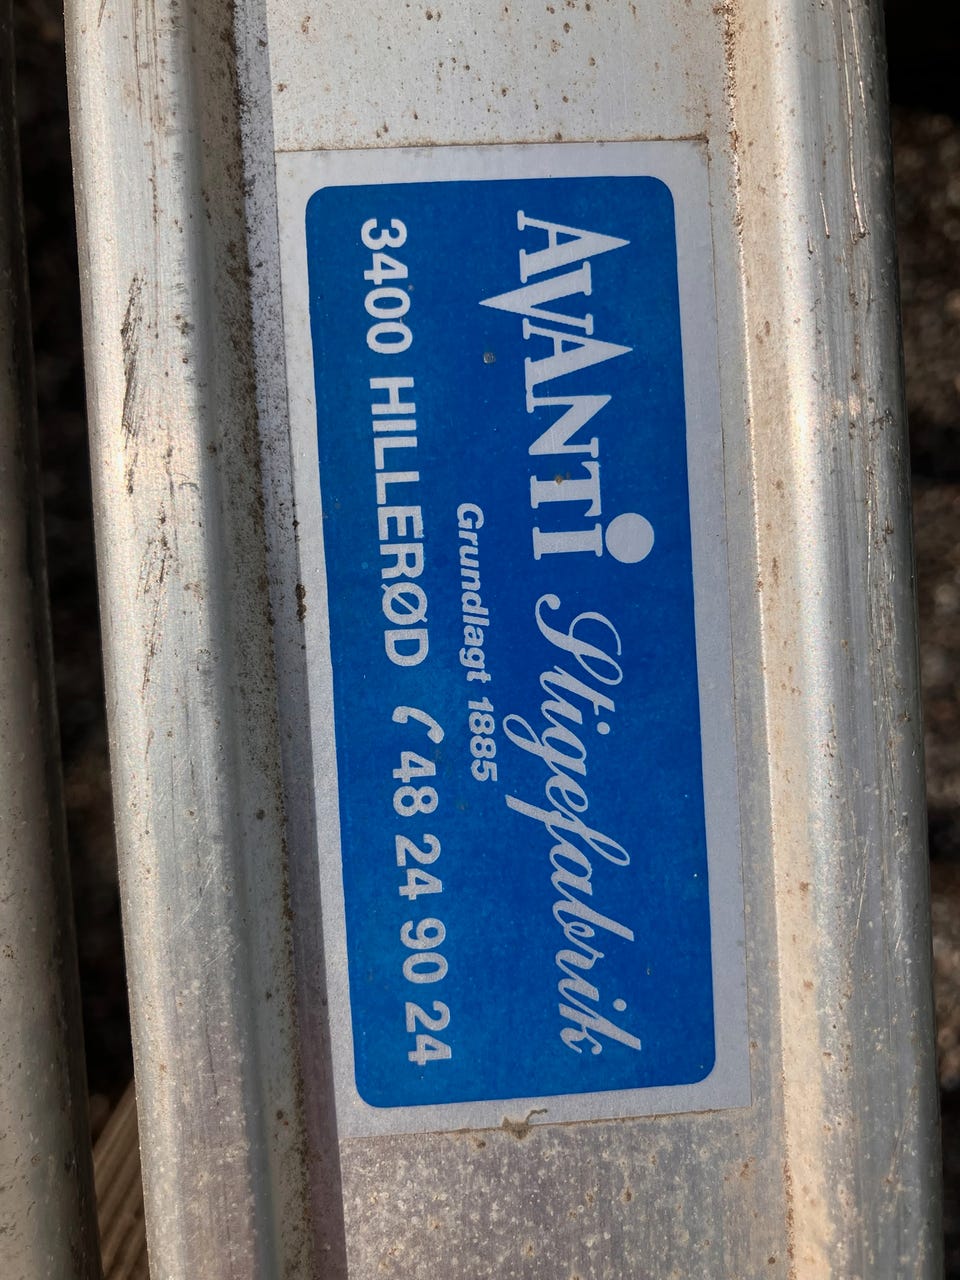 AVANTI Stigefabrik
Grundlagt 1885
3400 HILLERØD 48 24 90 24